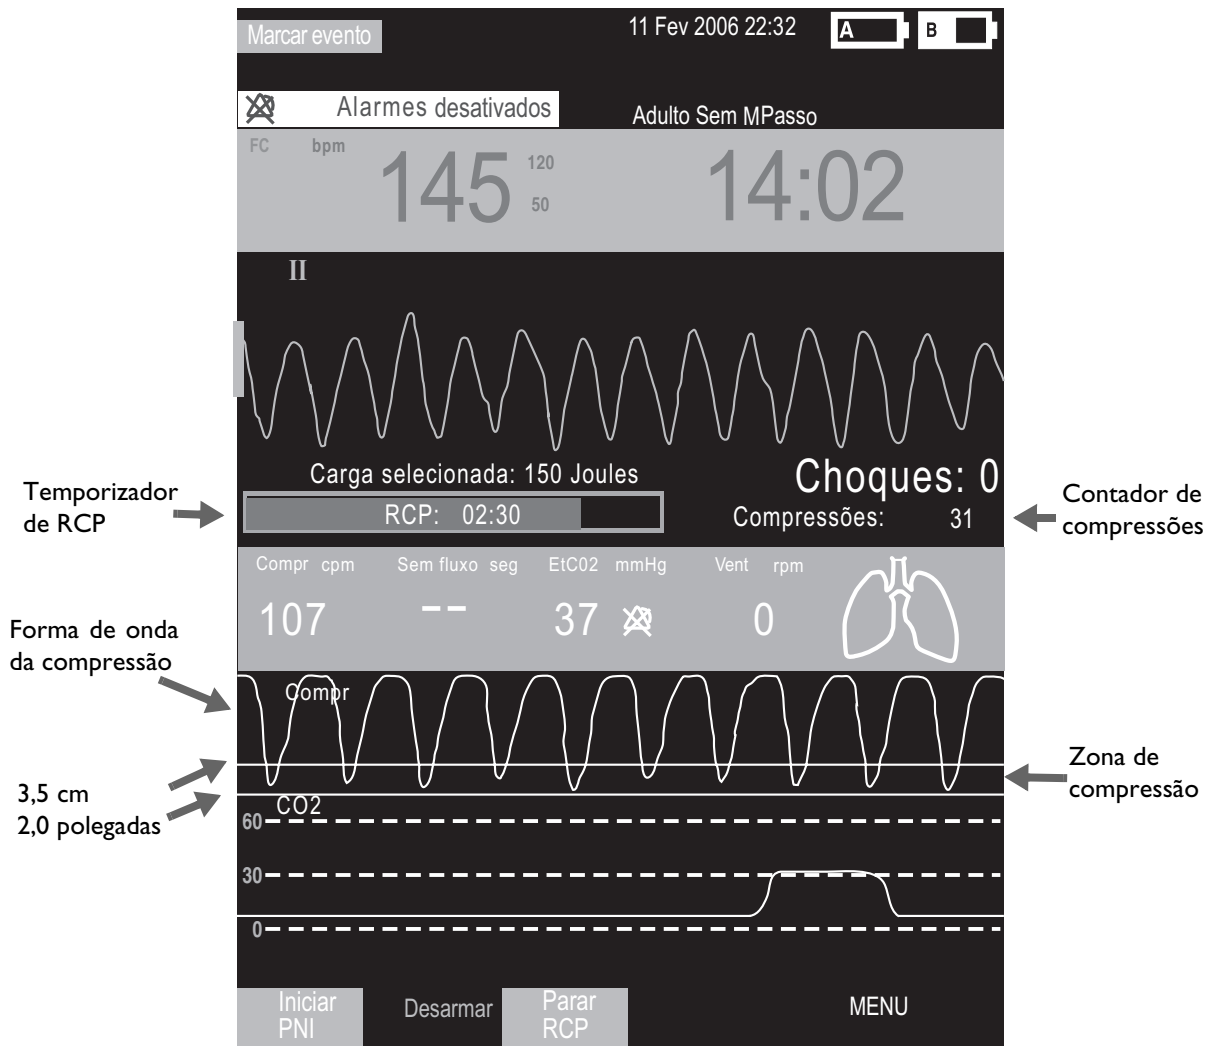 Marcar evento
11 Fev 2006 22:32
A
B
Alarmes desativados
Adulto Sem MPasso
FC bpm
145
120
50
14:02
II
Carga selecionada: 150 Joules
Choques: 0
RCP: 02:30
Compressões: 31
Temporizador
de RCP
Contador de
compressões
Compr cpm
Sem fluxo seg
EtC02 mmHg
Vent rpm
107
--
37
0
Forma de onda
da compressão
Compr
3,5 cm
2,0 polegadas
Zona de
compressão
CO2
60
30
0
Iniciar
PNI
Desarmar
Parar
RCP
MENU